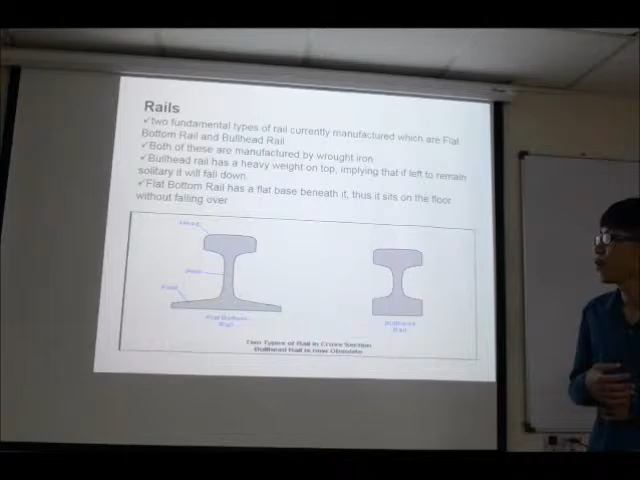 Rails
✓two fundamental types of rail currently manufactured which are Flat
Bottom Rail and Bullhead Rail
✓Both of these are manufactured by wrought iron
✓Bullhead rail has a heavy weight on top, implying that if left to remain
solitary it will fall down.
✓Flat Bottom Rail has a flat base beneath it, thus it sits on the floor
without falling over
Foot
Flat Bottom
Rail
Bullhead
Rail
Two Types of Rail in Cross Section
Bullhead Rail is now Obsolete